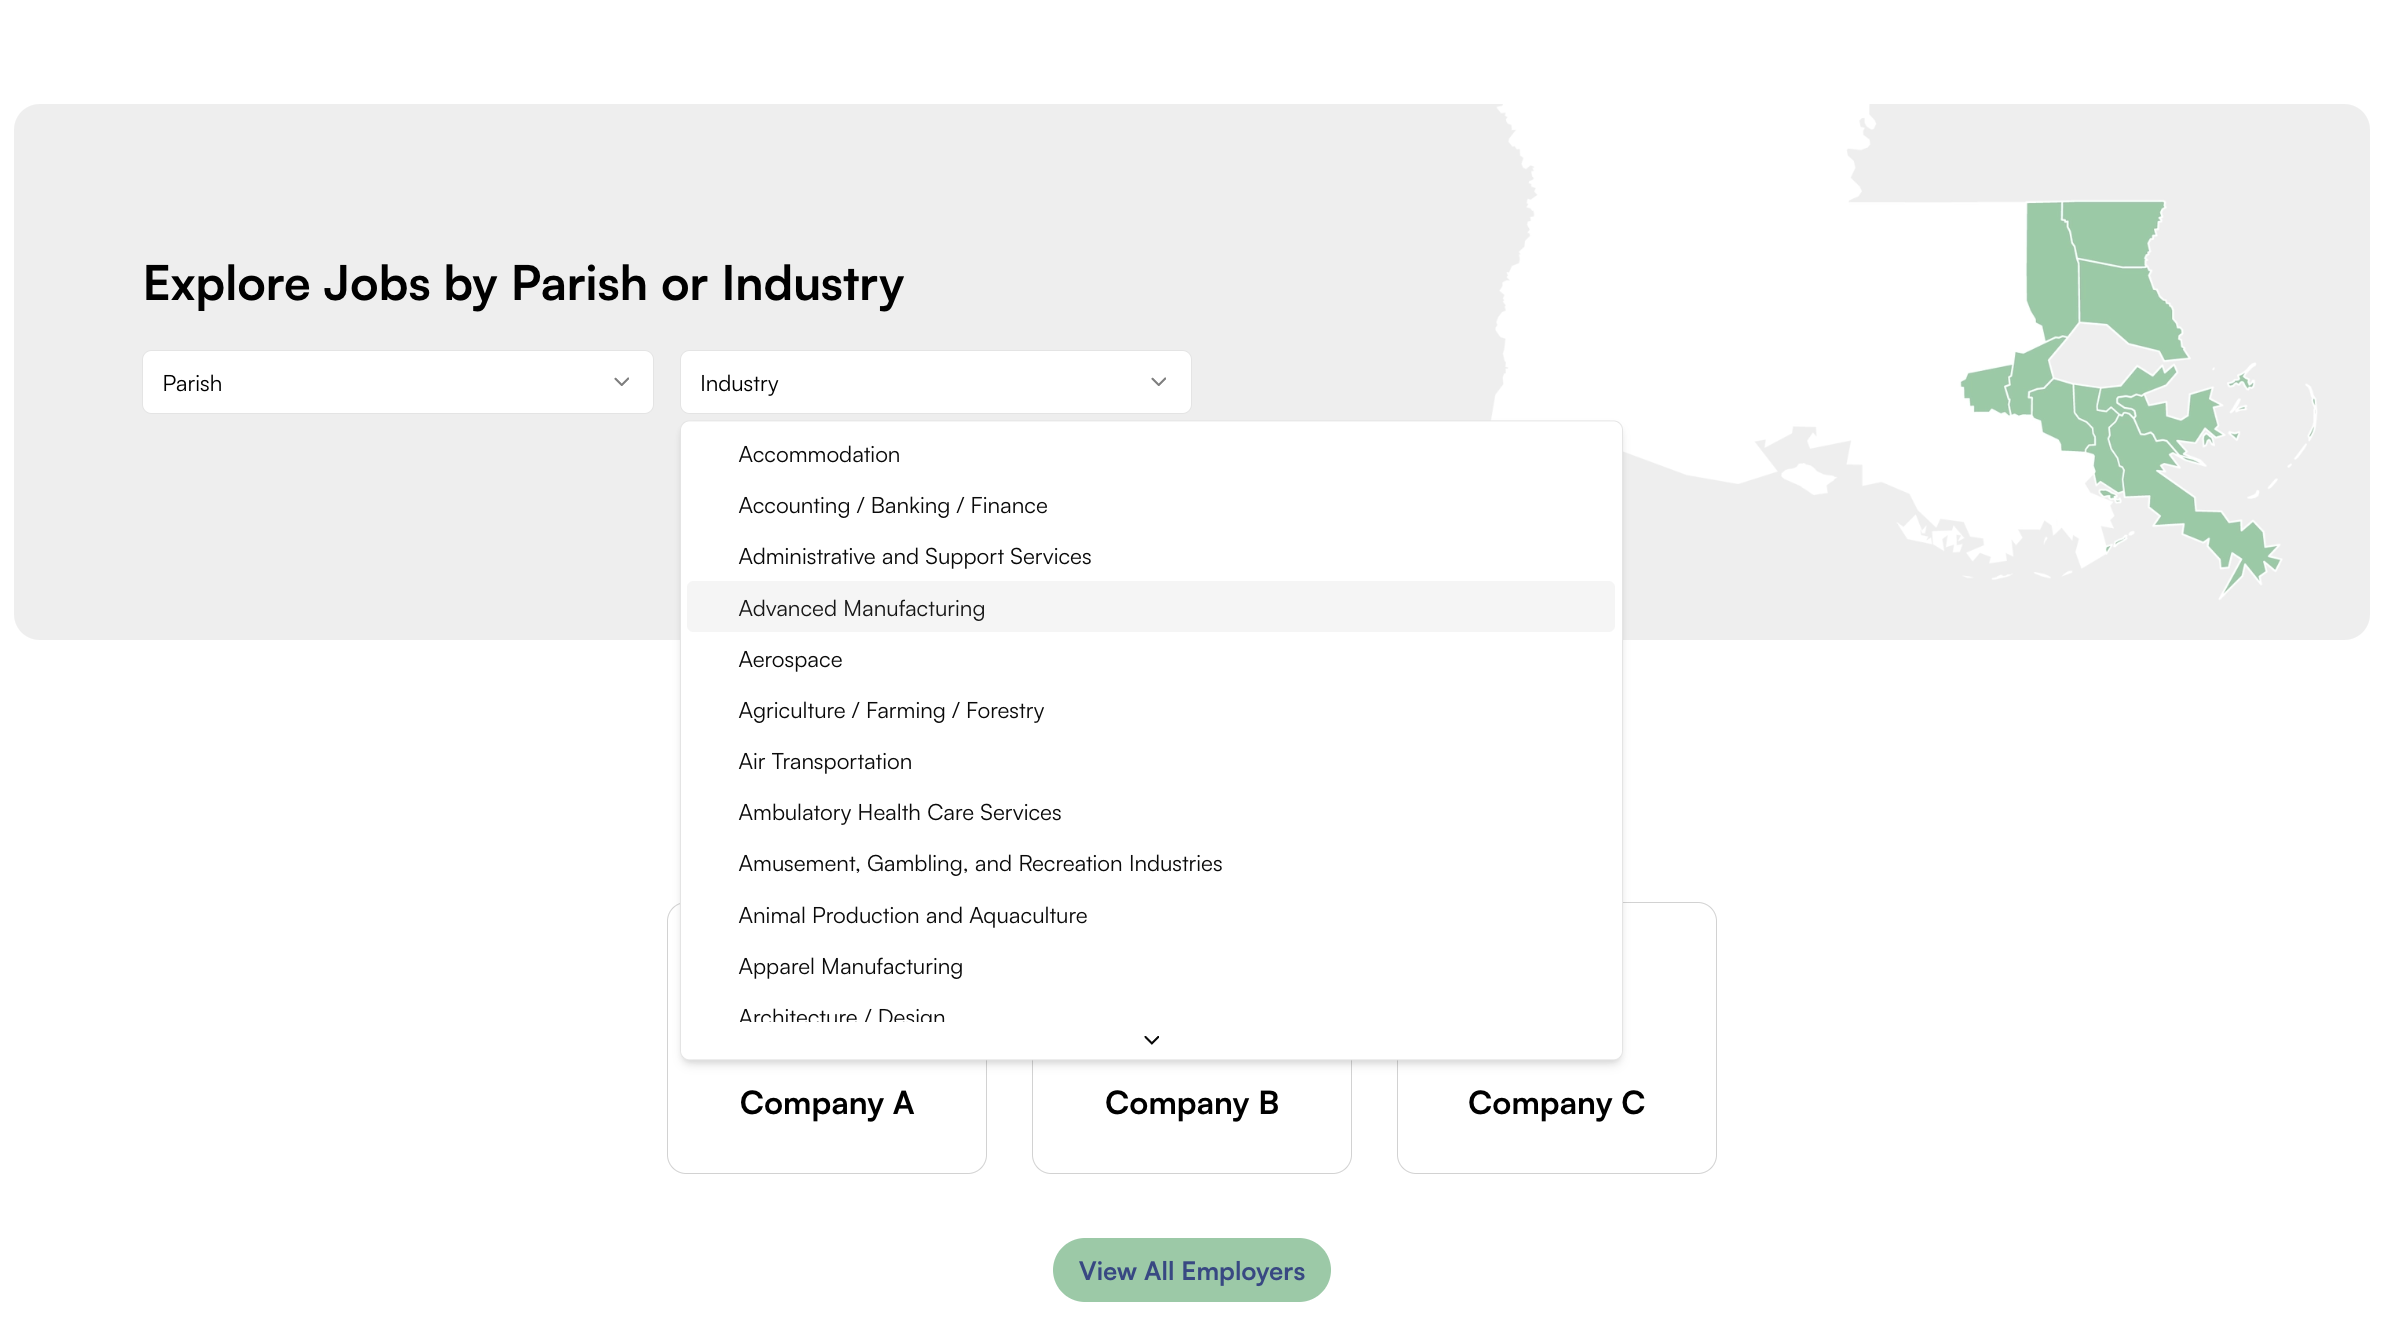 Explore Jobs by Parish or Industry
Parish
Industry
Accommodation
Accounting / Banking / Finance
Administrative and Support Services
Advanced Manufacturing
Aerospace
Agriculture / Farming / Forestry
Air Transportation
Ambulatory Health Care Services
Amusement, Gambling, and Recreation Industries
Animal Production and Aquaculture
Apparel Manufacturing
Architecture / Design
Company A
Company B
Company C
View All Employers